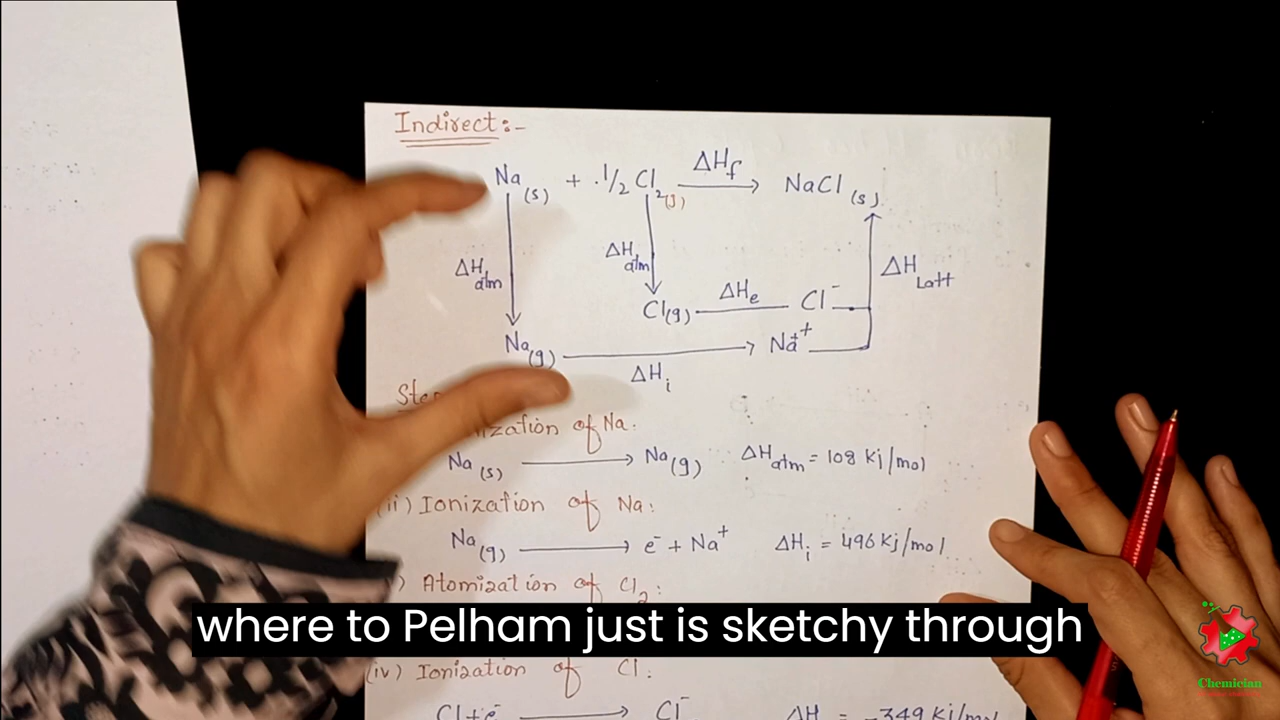 Indirect:-
Na(s) + 1/2 Cl2(g) ΔHf → NaCl(s)
ΔHatm ΔHatm ΔHLatt
Cl(g) ΔHe Cl-
Na(g) → Na+
ΔHi
Ste
nization of Na:
Na(s) → Na(g) ΔHatm = 108 kj/mol
(ii) Ionization of Na:
Na(g) → e- + Na+ ΔHi = 496 kj/mol
) Atomization of Cl2:
where to Pelham just is sketchy through
(iv) Ionization of Cl:
Cl + e- → Cl- ΔH = -349 kj/mol
Chemician